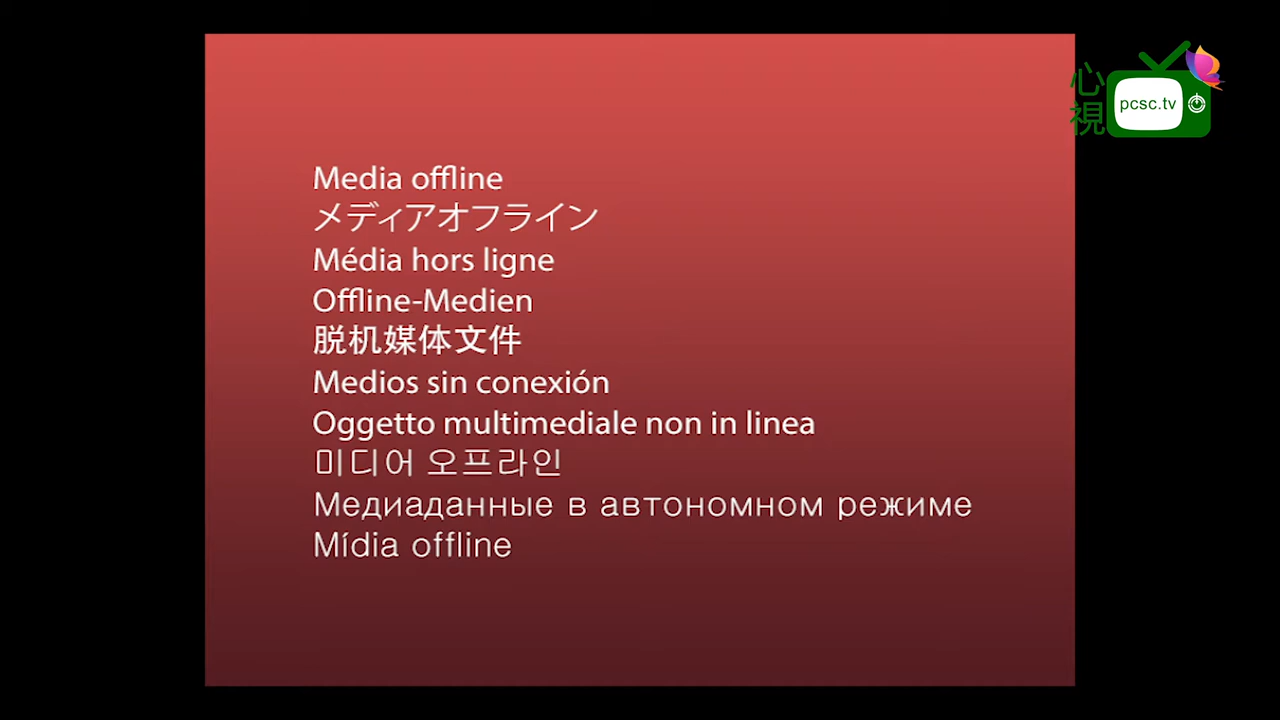 Media offline
メディアオフライン
Média hors ligne
Offline-Medien
脱机媒体文件
Medios sin conexión
Oggetto multimediale non in linea
미디어 오프라인
Медиаданные в автономном режиме
Mídia offline
心視
pcsc.tv